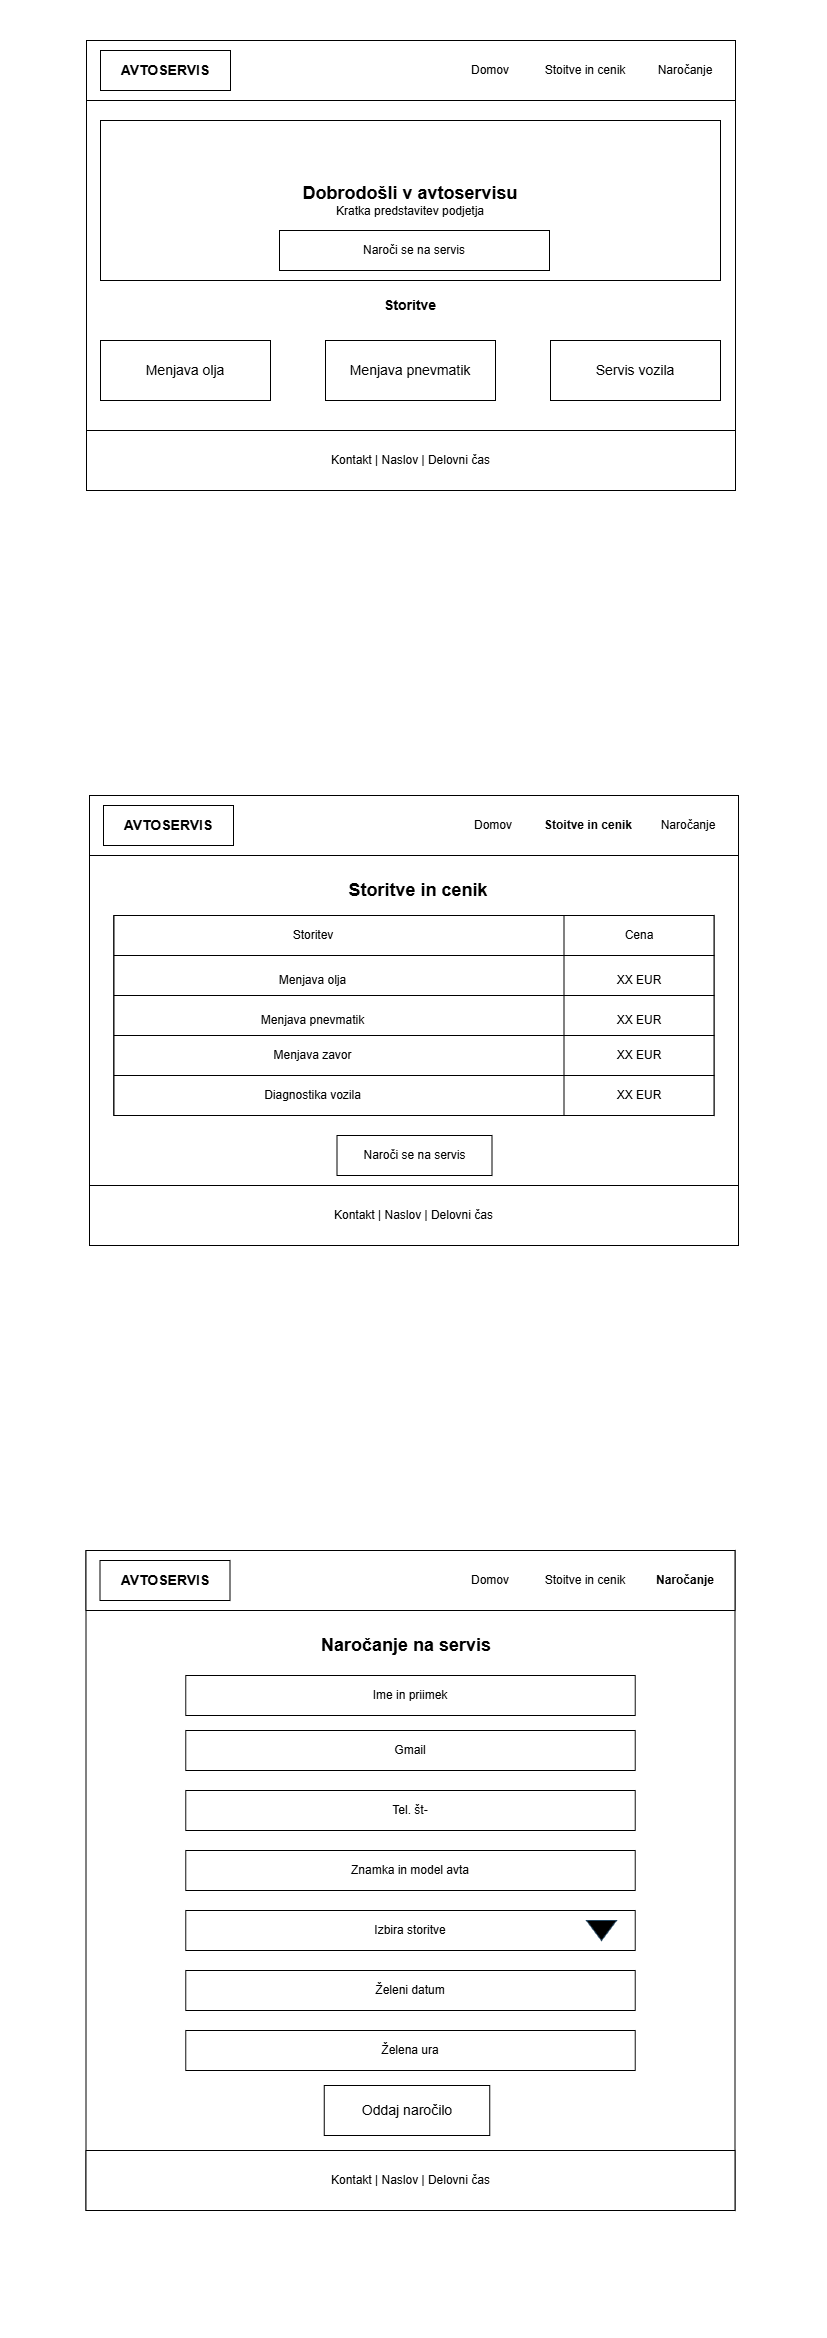 AVTOSERVIS
Domov Stoitve in cenik Naročanje
Dobrodošli v avtoservisu
Kratka predstavitev podjetja
Naroči se na servis
Storitve
Menjava olja Menjava pnevmatik Servis vozila
Kontakt | Naslov | Delovni čas
AVTOSERVIS
Domov Stoitve in cenik Naročanje
Storitve in cenik
Storitev Cena
Menjava olja XX EUR
Menjava pnevmatik XX EUR
Menjava zavor XX EUR
Diagnostika vozila XX EUR
Naroči se na servis
Kontakt | Naslov | Delovni čas
AVTOSERVIS
Domov Stoitve in cenik Naročanje
Naročanje na servis
Ime in priimek
Gmail
Tel. št-
Znamka in model avta
Izbira storitve
Želeni datum
Želena ura
Oddaj naročilo
Kontakt | Naslov | Delovni čas